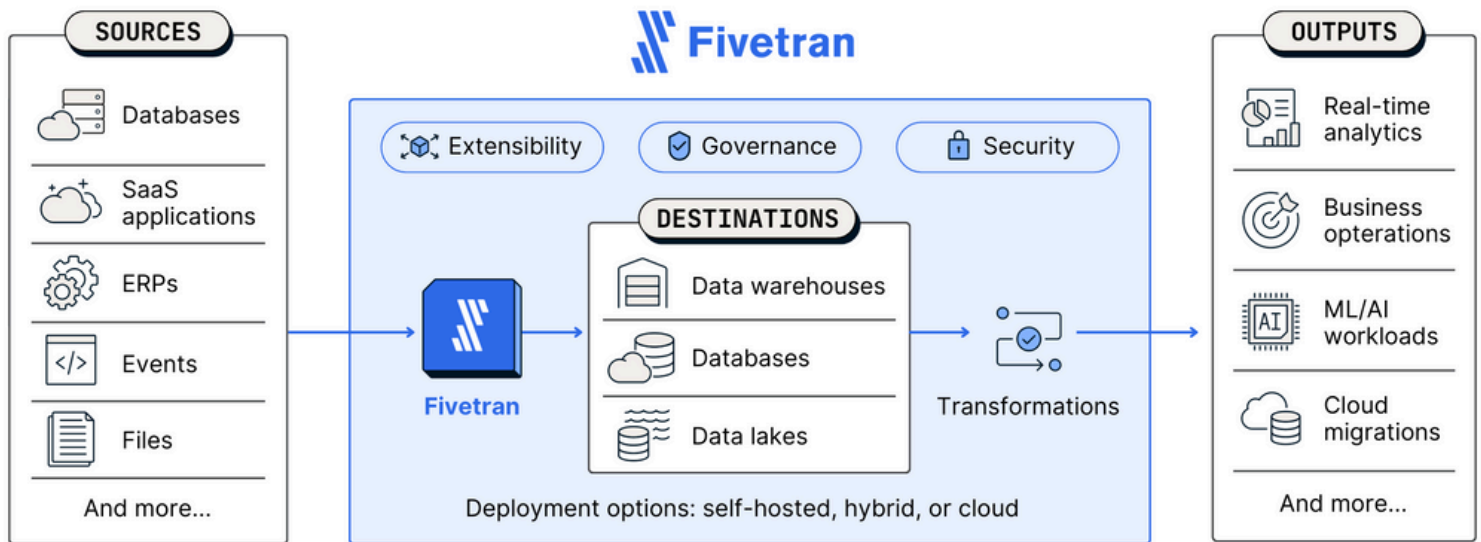 SOURCES
Databases
SaaS
applications
ERPs
</>
Events
Files
And more...
Fivetran
Extensibility
Governance
Security
DESTINATIONS
Data warehouses
Databases
Data lakes
Fivetran
Transformations
Deployment options: self-hosted, hybrid, or cloud
OUTPUTS
Real-time
analytics
Business
opterations
AI
ML/AI
workloads
Cloud
migrations
And more...